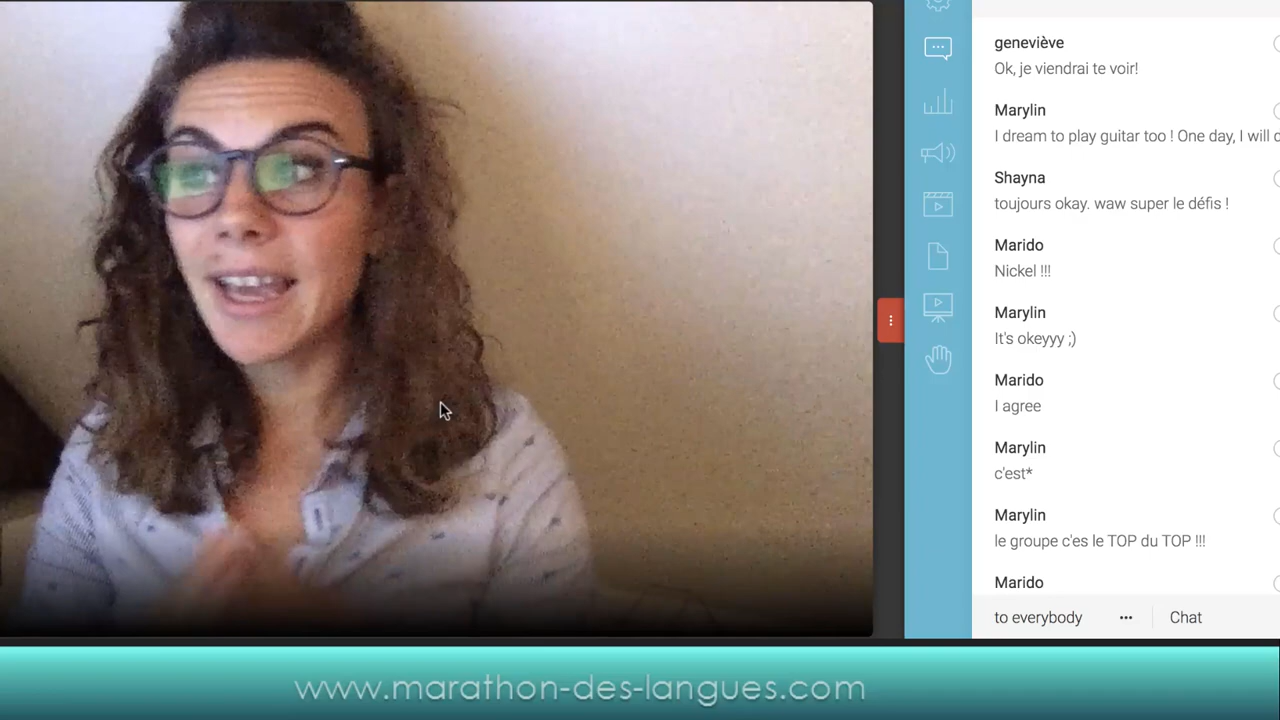 geneviève
Ok, je viendrai te voir!
Marylin
I dream to play guitar too ! One day, I will
Shayna
toujours okay. waw super le défis !
Marido
Nickel !!!
Marylin
It's okeyyy ;)
Marido
I agree
Marylin
c'est*
Marylin
le groupe c'es le TOP du TOP !!!
Marido
to everybody ••• Chat
www.marathon-des-langues.com